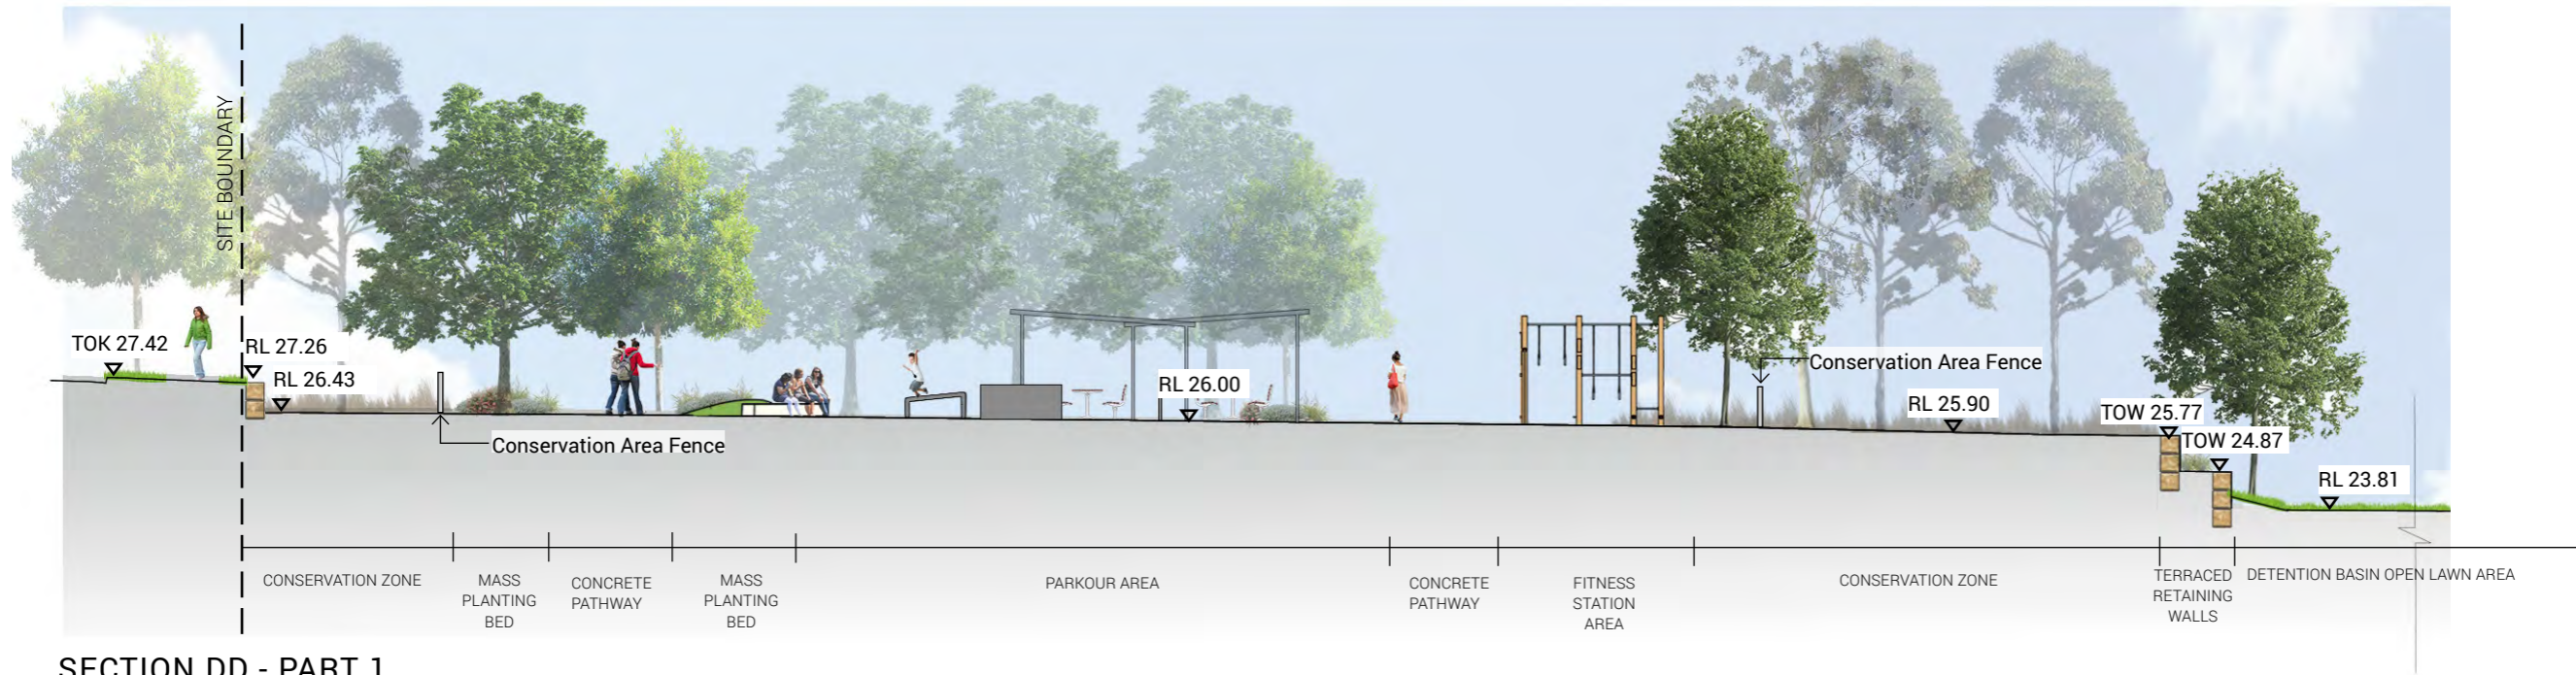 SITE BOUNDARY
TOK 27.42
RL 27.26
RL 26.43
Conservation Area Fence
RL 26.00
Conservation Area Fence
RL 25.90
TOW 25.77
TOW 24.87
RL 23.81
CONSERVATION ZONE
MASS
PLANTING
BED
CONCRETE
PATHWAY
MASS
PLANTING
BED
PARKOUR AREA
CONCRETE
PATHWAY
FITNESS
STATION
AREA
CONSERVATION ZONE
TERRACED
RETAINING
WALLS
DETENTION BASIN OPEN LAWN AREA
SECTION DD - PART 1